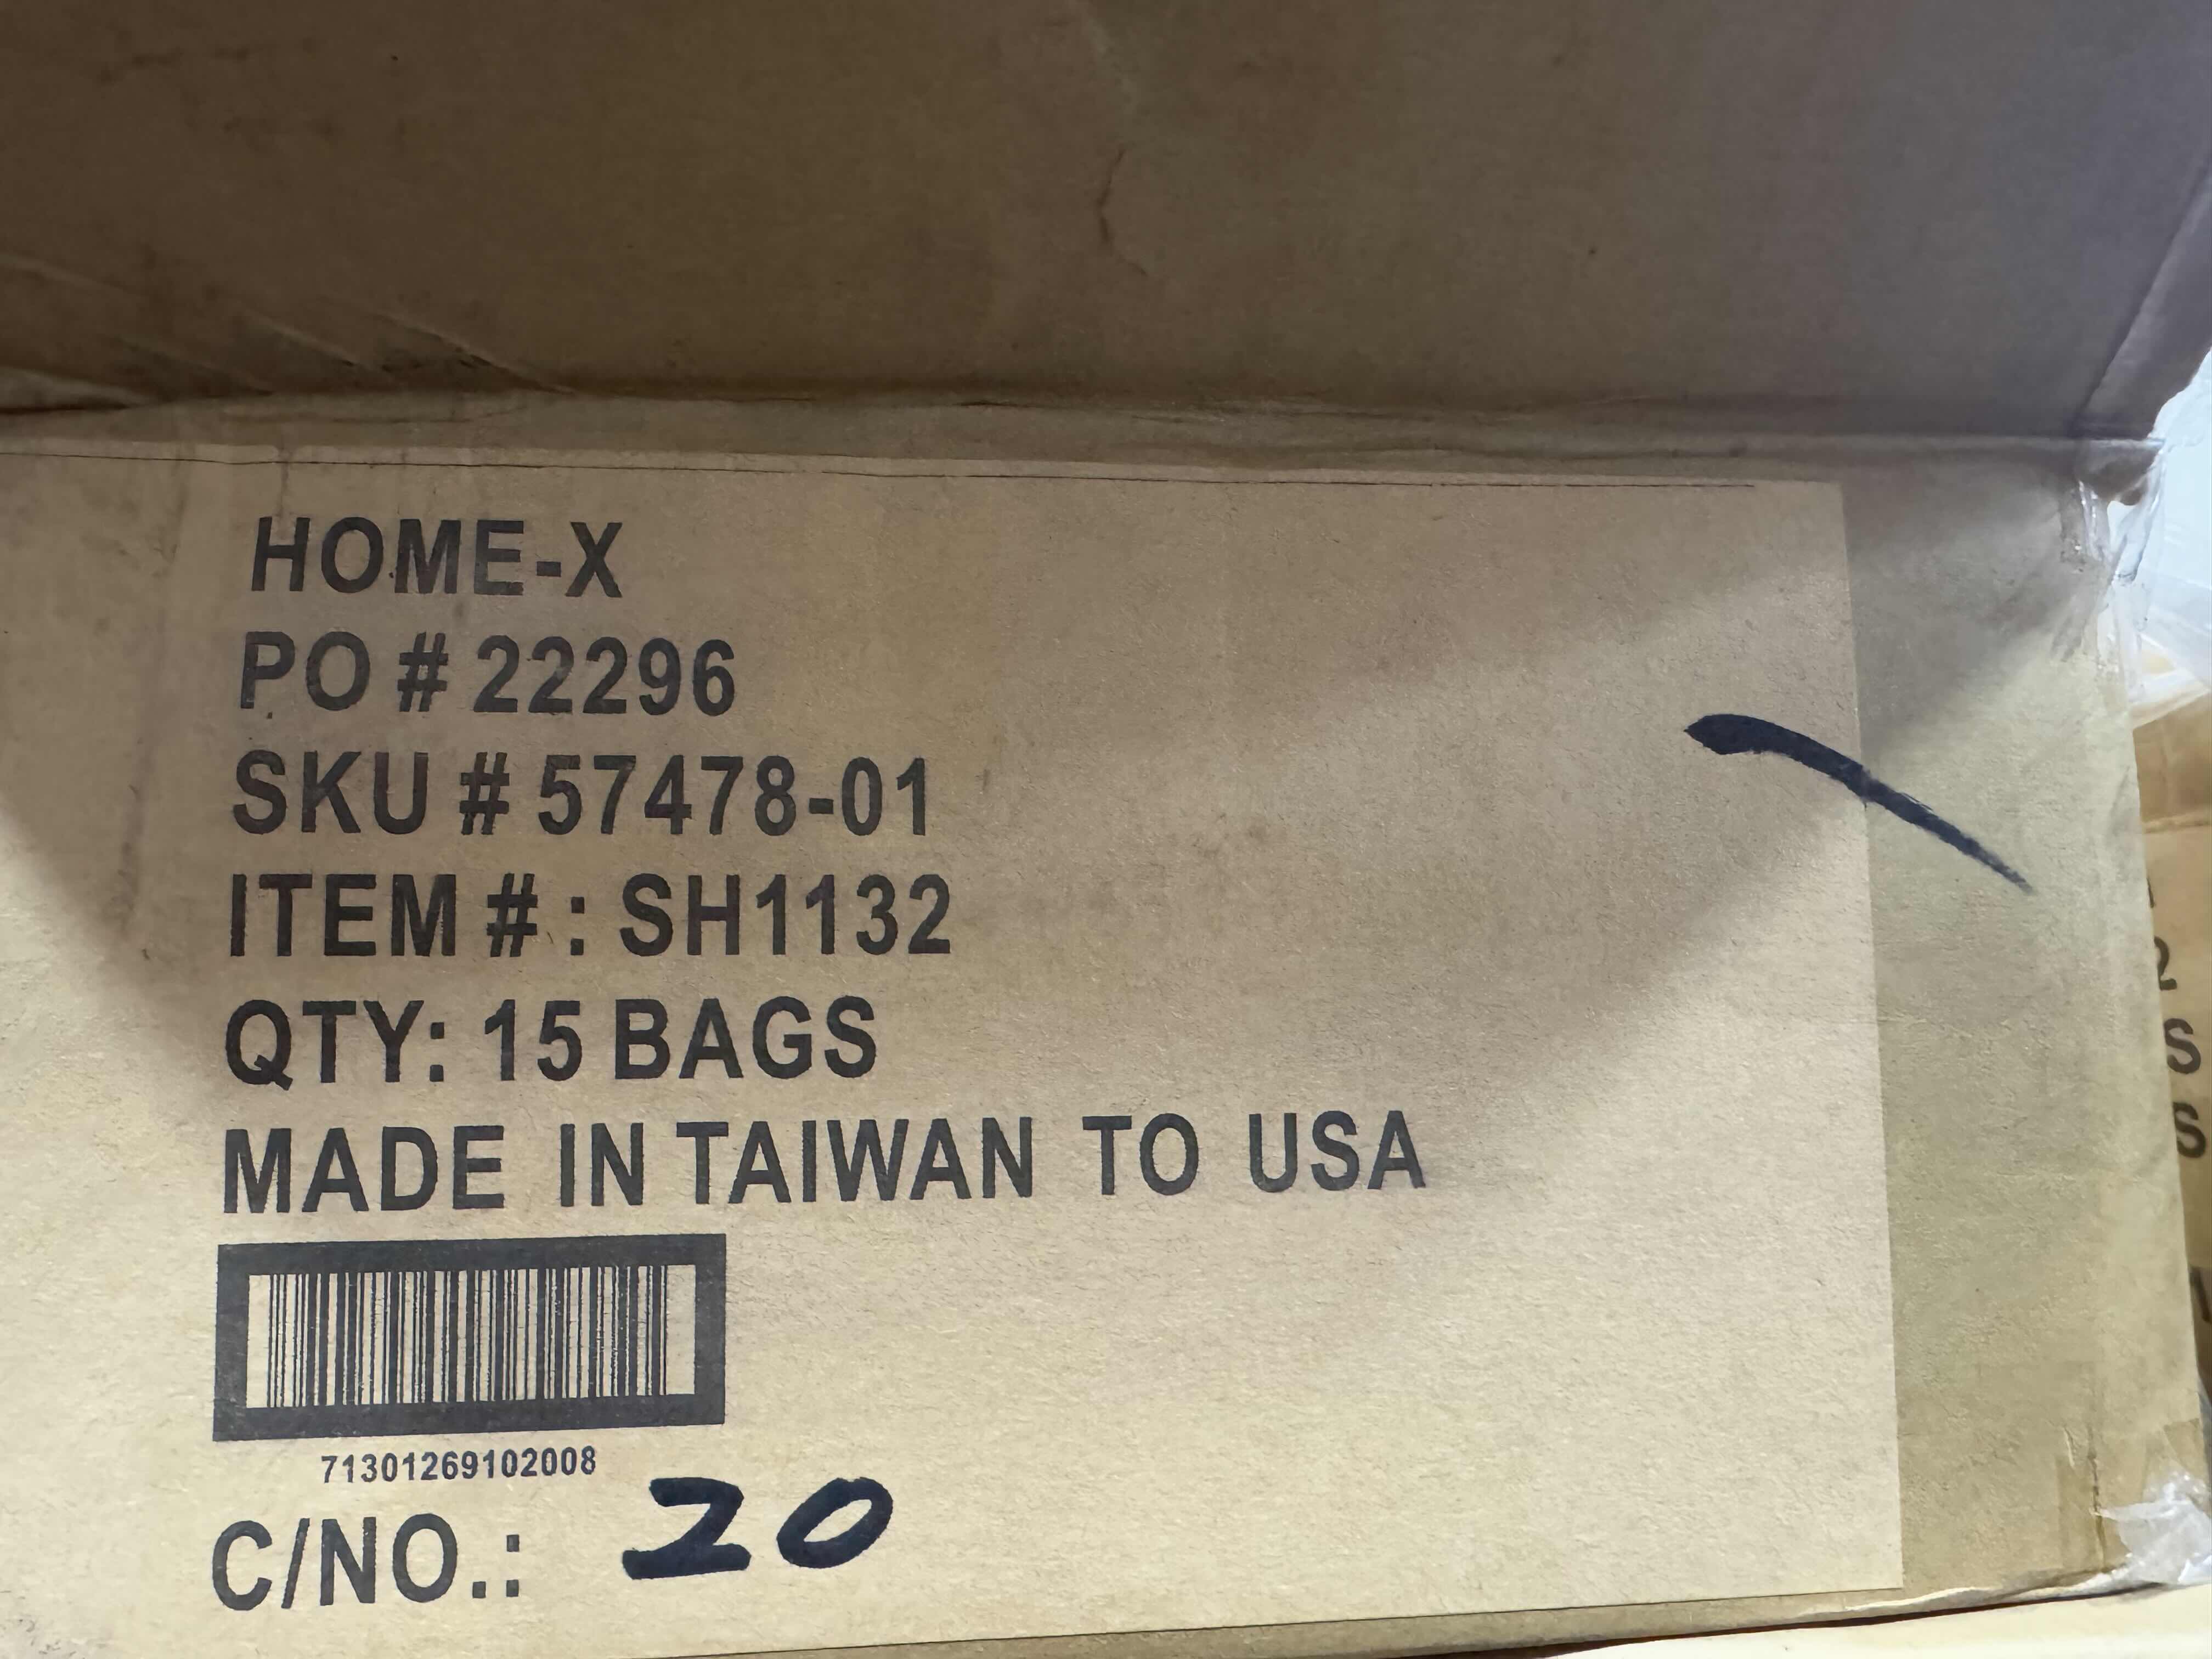 HOME-X
PO # 22296
SKU # 57478-01
ITEM # : SH1132
QTY: 15 BAGS
MADE IN TAIWAN TO USA
71301269102008
C/NO.: 20
2
S
S